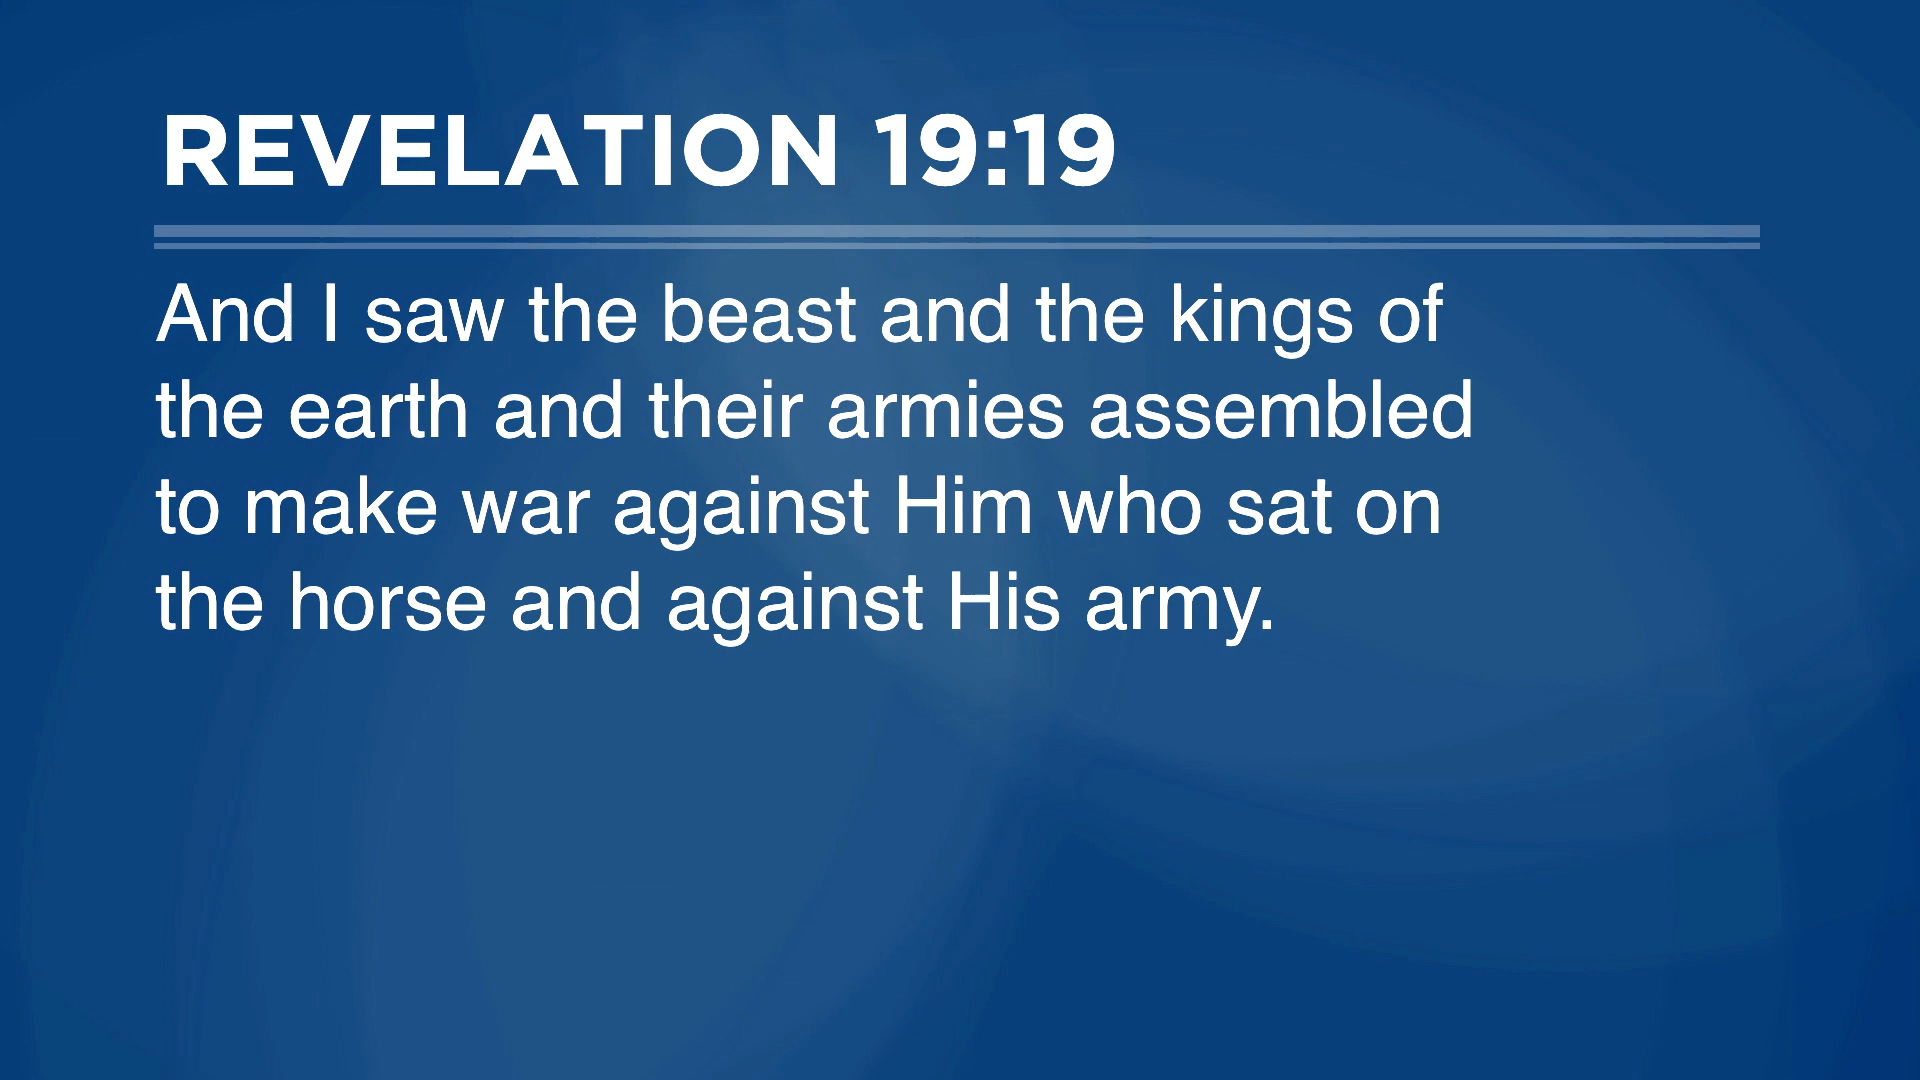 REVELATION 19:19
And I saw the beast and the kings of
the earth and their armies assembled
to make war against Him who sat on
the horse and against His army.